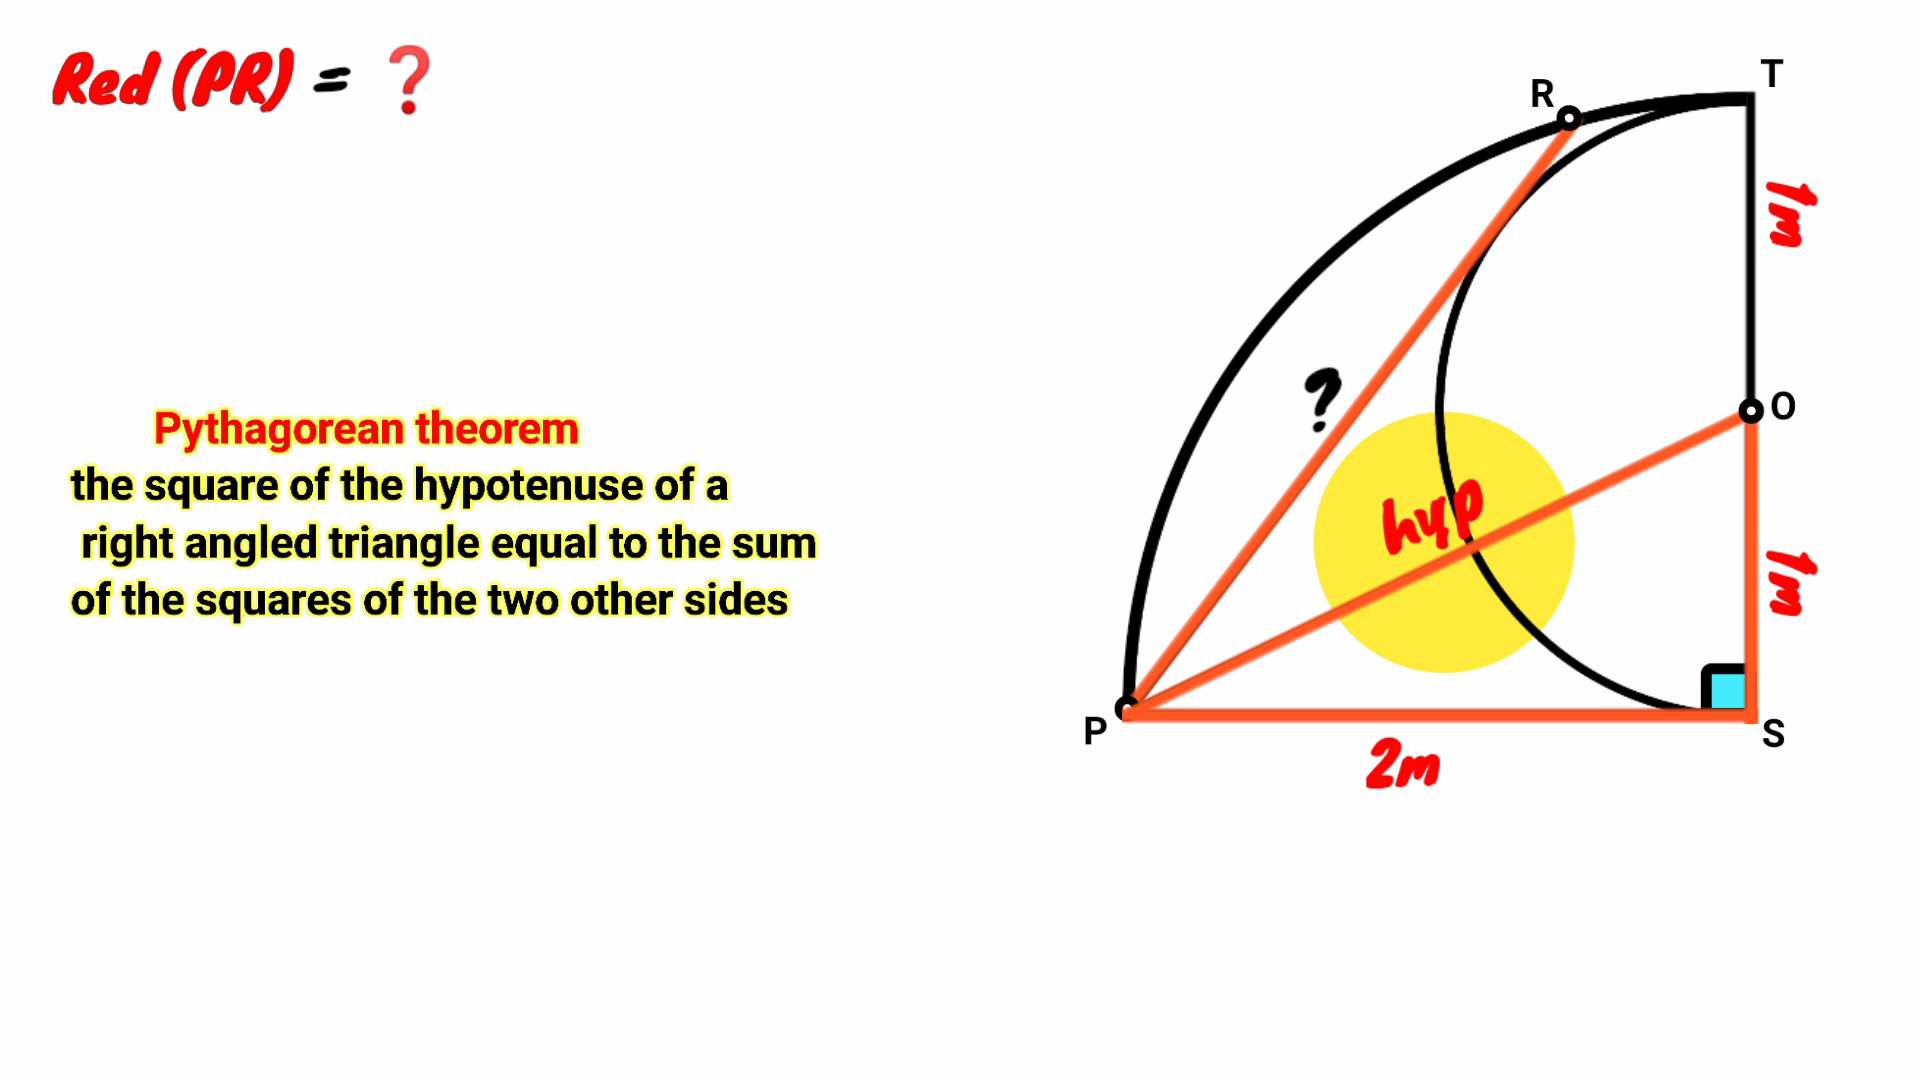 Red (PR) = ?
R
T
1m
?
O
Pythagorean theorem
the square of the hypotenuse of a
right angled triangle equal to the sum
of the squares of the two other sides
hyp
1m
P
S
2m